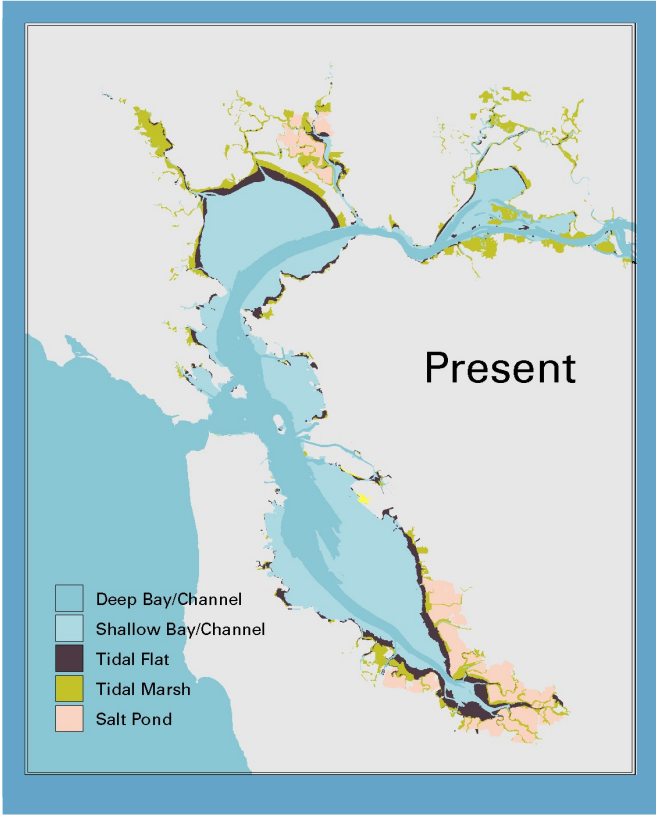 Present
Deep Bay/Channel
Shallow Bay/Channel
Tidal Flat
Tidal Marsh
Salt Pond